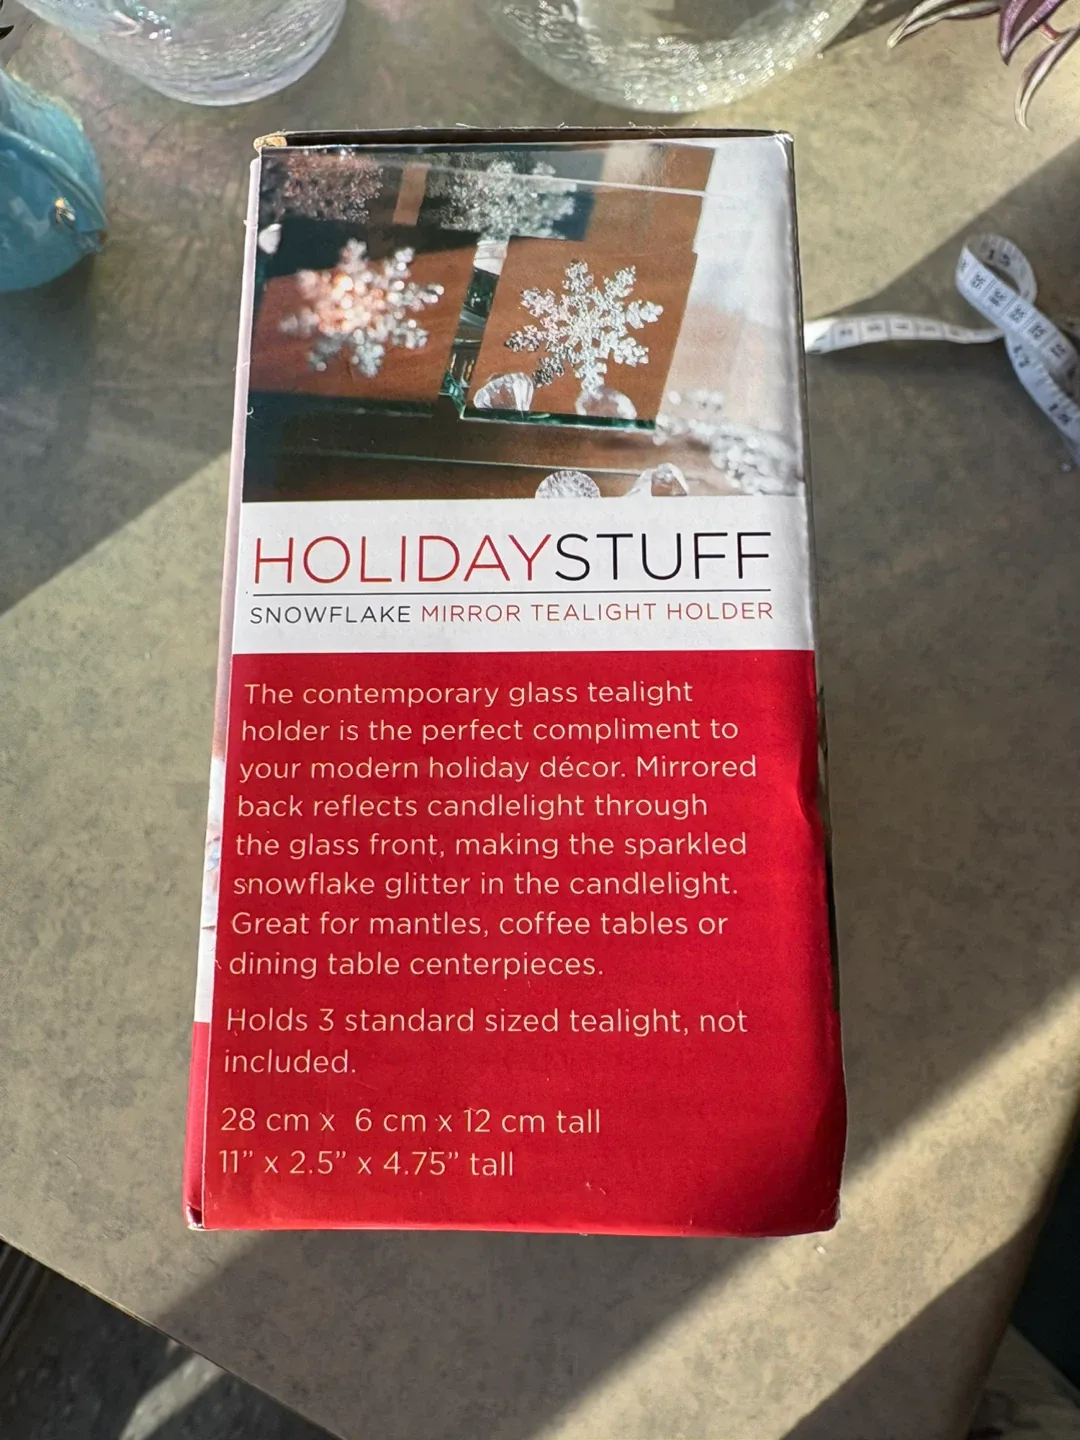 HOLIDAYSTUFF
SNOWFLAKE MIRROR TEALIGHT HOLDER
The contemporary glass tealight
holder is the perfect compliment to
your modern holiday décor. Mirrored
back reflects candlelight through
the glass front, making the sparkled
snowflake glitter in the candlelight.
Great for mantles, coffee tables or
dining table centerpieces.
Holds 3 standard sized tealight, not
included.
28 cm x 6 cm x 12 cm tall
11” x 2.5” x 4.75” tall